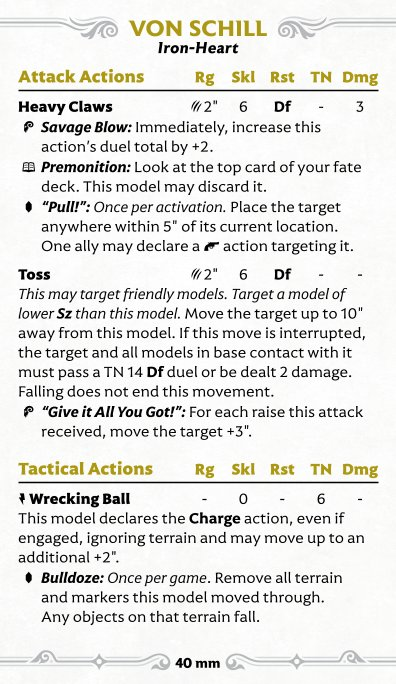 VON SCHILL
Iron-Heart
Attack Actions Rg Skl Rst TN Dmg
Heavy Claws 2" 6 Df - 3
Savage Blow: Immediately, increase this
action's duel total by +2.
Premonition: Look at the top card of your fate
deck. This model may discard it.
“Pull!”: Once per activation. Place the target
anywhere within 5" of its current location.
One ally may declare a action targeting it.
Toss 2" 6 Df - -
This may target friendly models. Target a model of
lower Sz than this model. Move the target up to 10"
away from this model. If this move is interrupted,
the target and all models in base contact with it
must pass a TN 14 Df duel or be dealt 2 damage.
Falling does not end this movement.
“Give it All You Got!”: For each raise this attack
received, move the target +3".
Tactical Actions Rg Skl Rst TN Dmg
Wrecking Ball - 0 - 6 -
This model declares the Charge action, even if
engaged, ignoring terrain and may move up to an
additional +2".
Bulldoze: Once per game. Remove all terrain
and markers this model moved through.
Any objects on that terrain fall.
40 mm